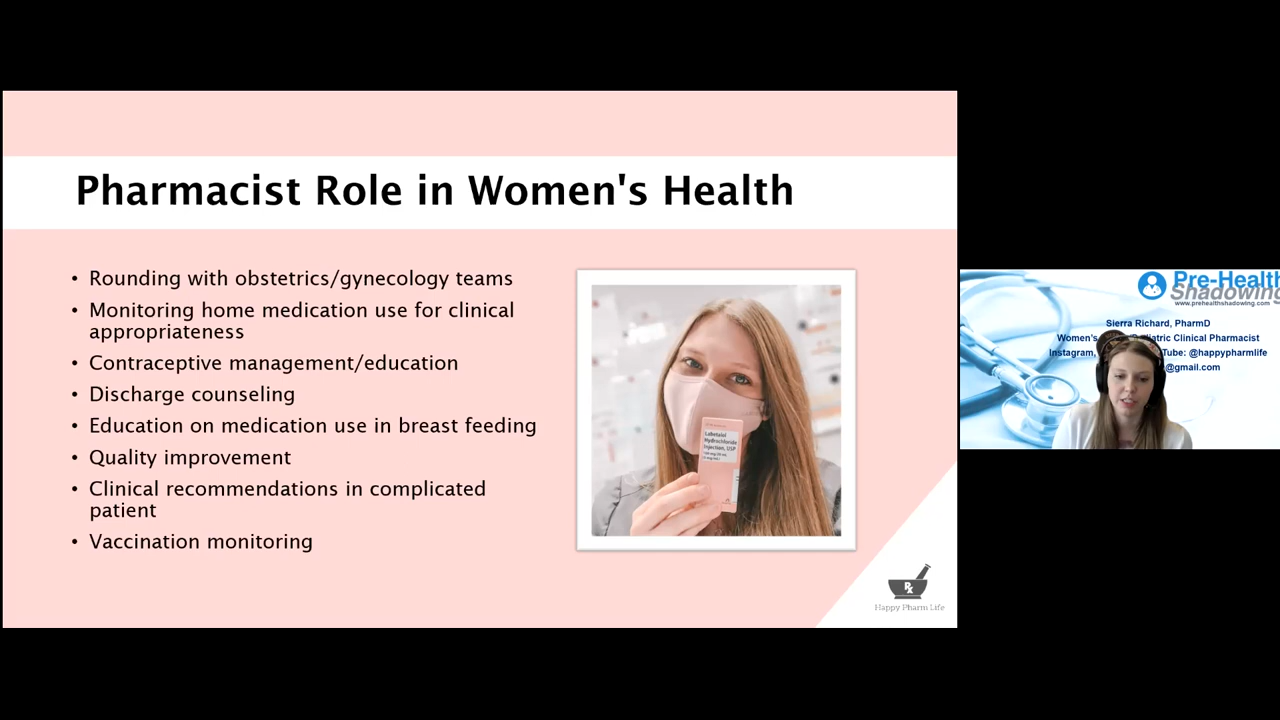 Pharmacist Role in Women's Health
• Rounding with obstetrics/gynecology teams
• Monitoring home medication use for clinical
appropriateness
• Contraceptive management/education
• Discharge counseling
• Education on medication use in breast feeding
• Quality improvement
• Clinical recommendations in complicated
patient
• Vaccination monitoring
Labetalol
Hydrochloride
Injection, USP
Rx
Happy Pharm Life
Pre-Health
Shadowing
www.prehealthshadowing.com
Sierra Richard, PharmD
Women's Clinical Pharmacist
Instagram, Tube: @happypharmlife
@gmail.com